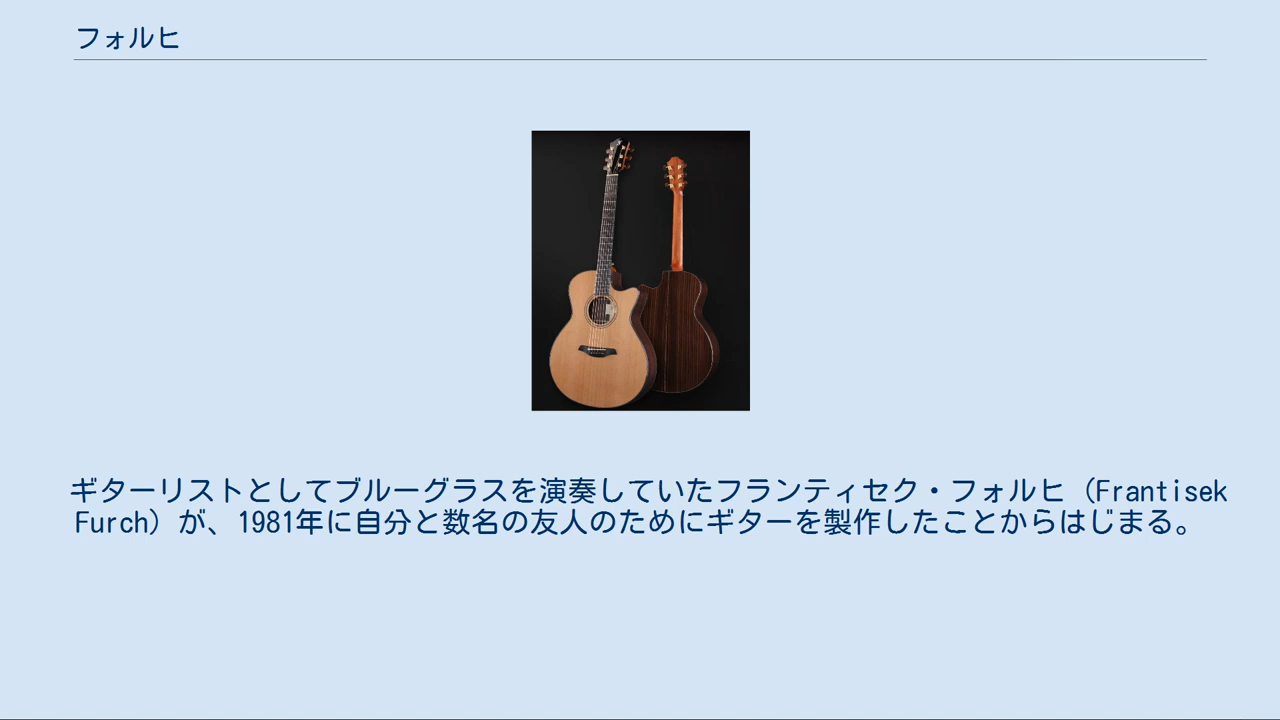 フォルヒ
ギターリストとしてブルーグラスを演奏していたフランティセク・フォルヒ（Frantisek
Furch）が、1981年に自分と数名の友人のためにギターを製作したことからはじまる。